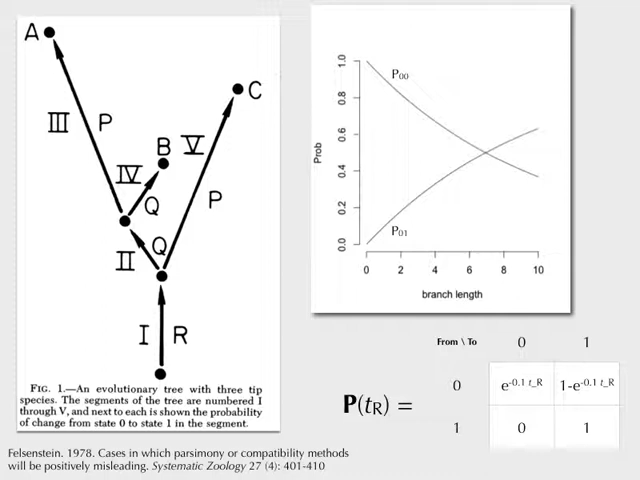 A
C
III
P
B
V
IV
P
Q
Q
II
I
R
FIG. 1.—An evolutionary tree with three tip
species. The segments of the tree are numbered I
through V, and next to each is shown the probability
of change from state 0 to state 1 in the segment.
Prob
1.0
0.8
0.6
0.4
0.2
0.0
P00
P01
0 2 4 6 8 10
branch length
From \ To 0 1
0 e-0.1 t_R 1-e-0.1 t_R
P(tR) =
1 0 1
Felsenstein. 1978. Cases in which parsimony or compatibility methods
will be positively misleading. Systematic Zoology 27 (4): 401-410